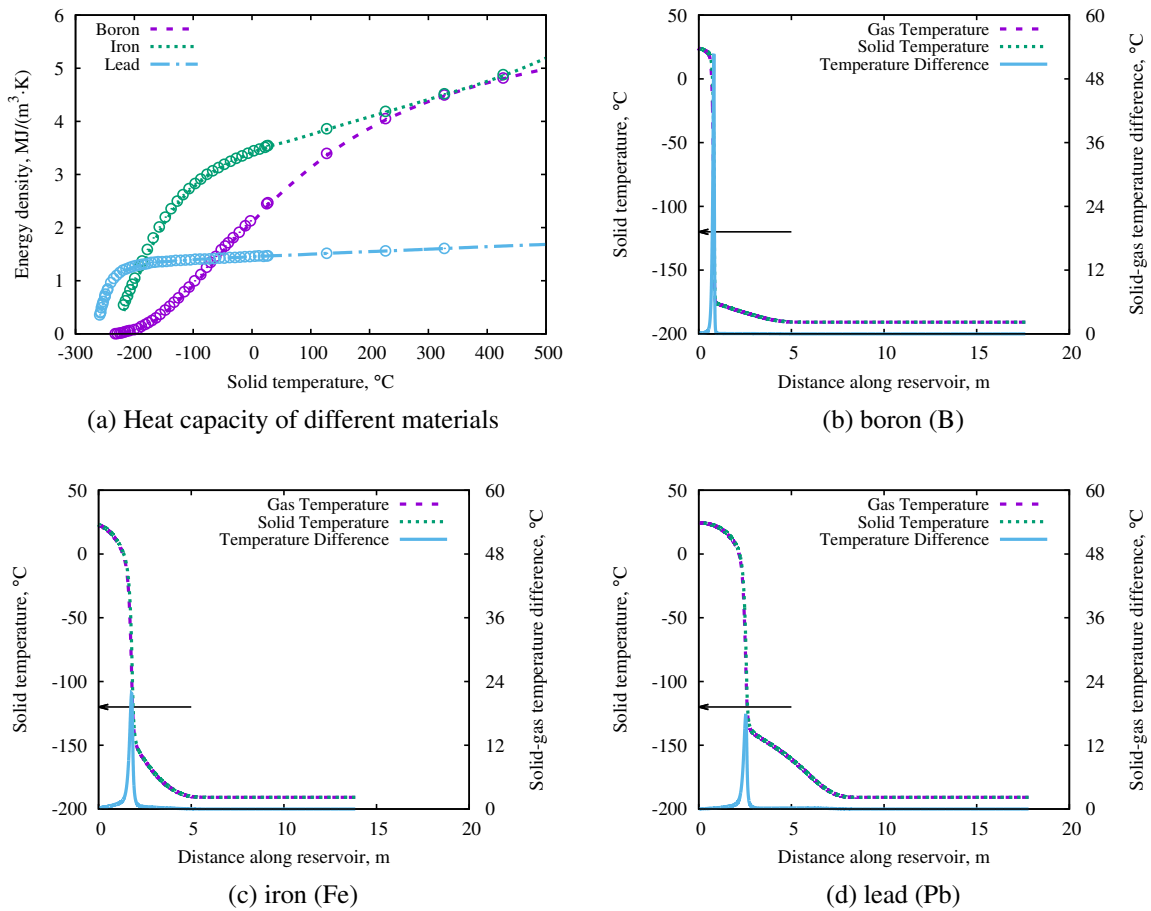 6
5
4
3
2
1
0
-300 -200 -100 0 100 200 300 400 500
Energy density, MJ/(m³·K)
Solid temperature, °C
Boron
Iron
Lead
(a) Heat capacity of different materials
50
0
-50
-100
-150
-200
0 5 10 15 20
60
48
36
24
12
0
Solid temperature, °C
Distance along reservoir, m
Solid-gas temperature difference, °C
Gas Temperature
Solid Temperature
Temperature Difference
(b) boron (B)
50
0
-50
-100
-150
-200
0 5 10 15 20
60
48
36
24
12
0
Solid temperature, °C
Distance along reservoir, m
Solid-gas temperature difference, °C
Gas Temperature
Solid Temperature
Temperature Difference
(c) iron (Fe)
50
0
-50
-100
-150
-200
0 5 10 15 20
60
48
36
24
12
0
Solid temperature, °C
Distance along reservoir, m
Solid-gas temperature difference, °C
Gas Temperature
Solid Temperature
Temperature Difference
(d) lead (Pb)